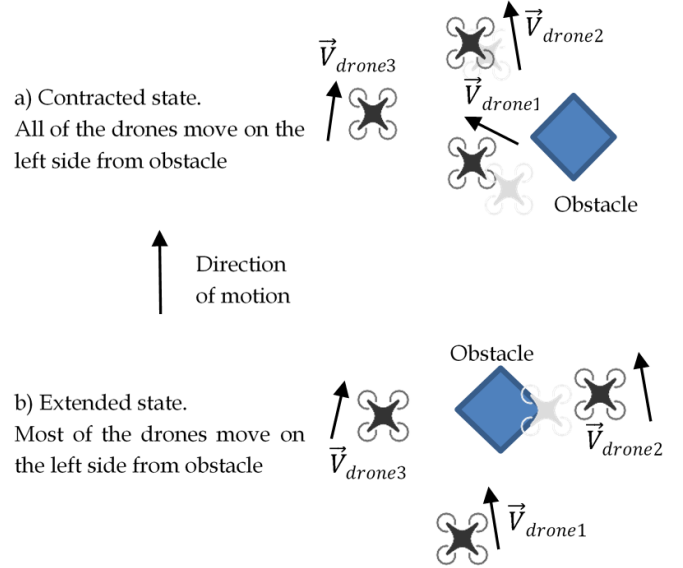 V⃗drone2
V⃗drone3
V⃗drone1
a) Contracted state.
All of the drones move on the
left side from obstacle
Obstacle
Direction
of motion
Obstacle
b) Extended state.
Most of the drones move on
the left side from obstacle
V⃗drone2
V⃗drone3
V⃗drone1